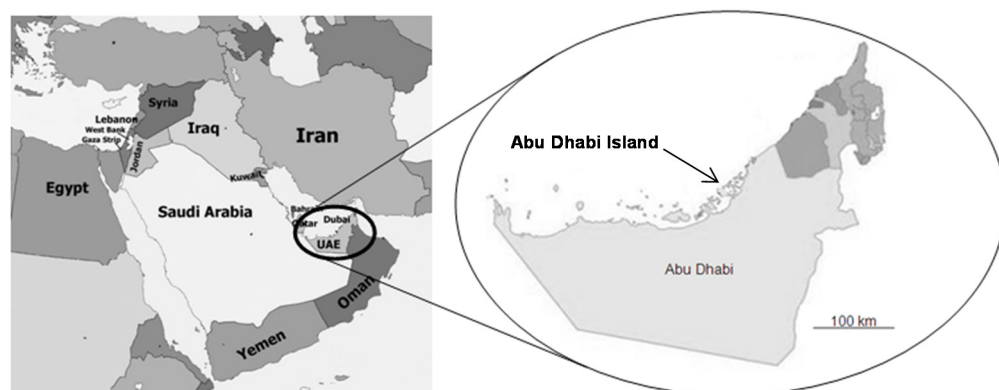 Syria
Lebanon
West Bank
Gaza Strip
Jordan
Iraq
Iran
Kuwait
Egypt
Saudi Arabia
Bahrain
Qatar
Dubai
UAE
Oman
Yemen
Abu Dhabi Island
Abu Dhabi
100 km